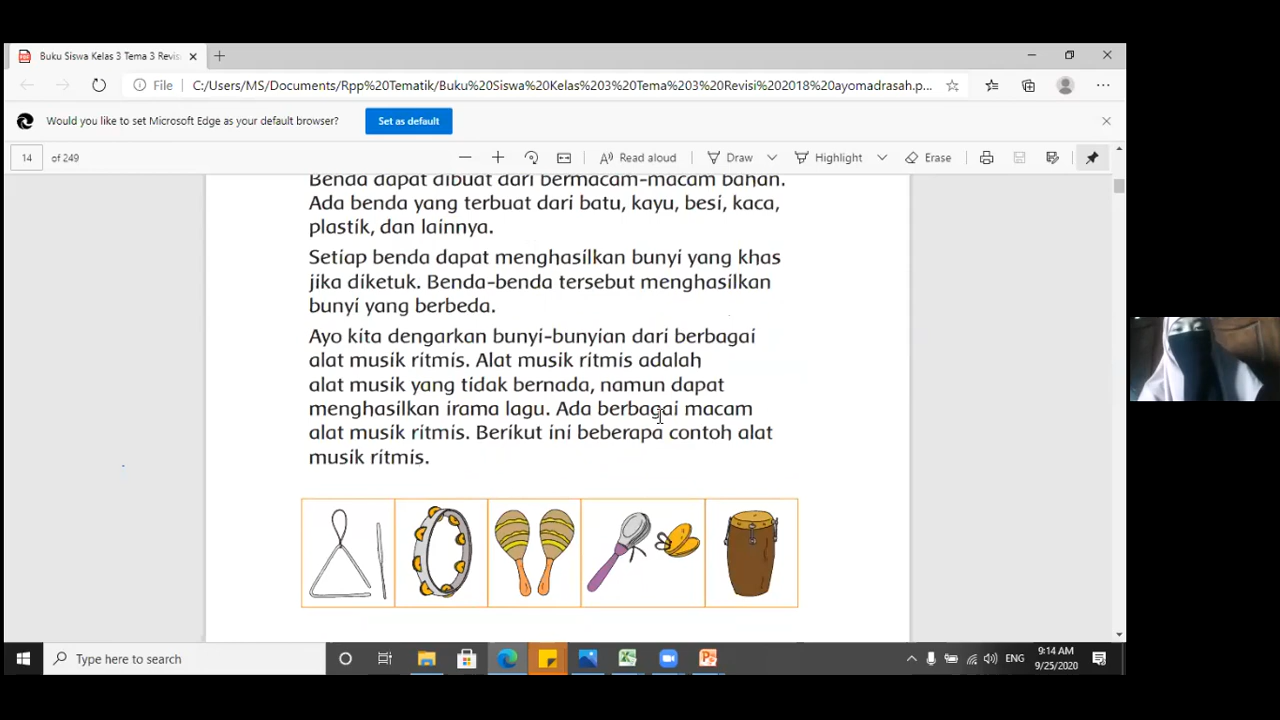 Buku Siswa Kelas 3 Tema 3 Revisi
File
C:/Users/MS/Documents/Rpp%20Tematik/Buku%20Siswa%20Kelas%203%20Tema%203%20Revisi%202018%20ayomadrasah.p...
Would you like to set Microsoft Edge as your default browser?
Set as default
14 of 249
Read aloud
Draw
Highlight
Erase
Benda dapat dibuat dari bermacam-macam bahan.
Ada benda yang terbuat dari batu, kayu, besi, kaca,
plastik, dan lainnya.
Setiap benda dapat menghasilkan bunyi yang khas
jika diketuk. Benda-benda tersebut menghasilkan
bunyi yang berbeda.
Ayo kita dengarkan bunyi-bunyian dari berbagai
alat musik ritmis. Alat musik ritmis adalah
alat musik yang tidak bernada, namun dapat
menghasilkan irama lagu. Ada berbagai macam
alat musik ritmis. Berikut ini beberapa contoh alat
musik ritmis.
Type here to search
ENG
9:14 AM
9/25/2020